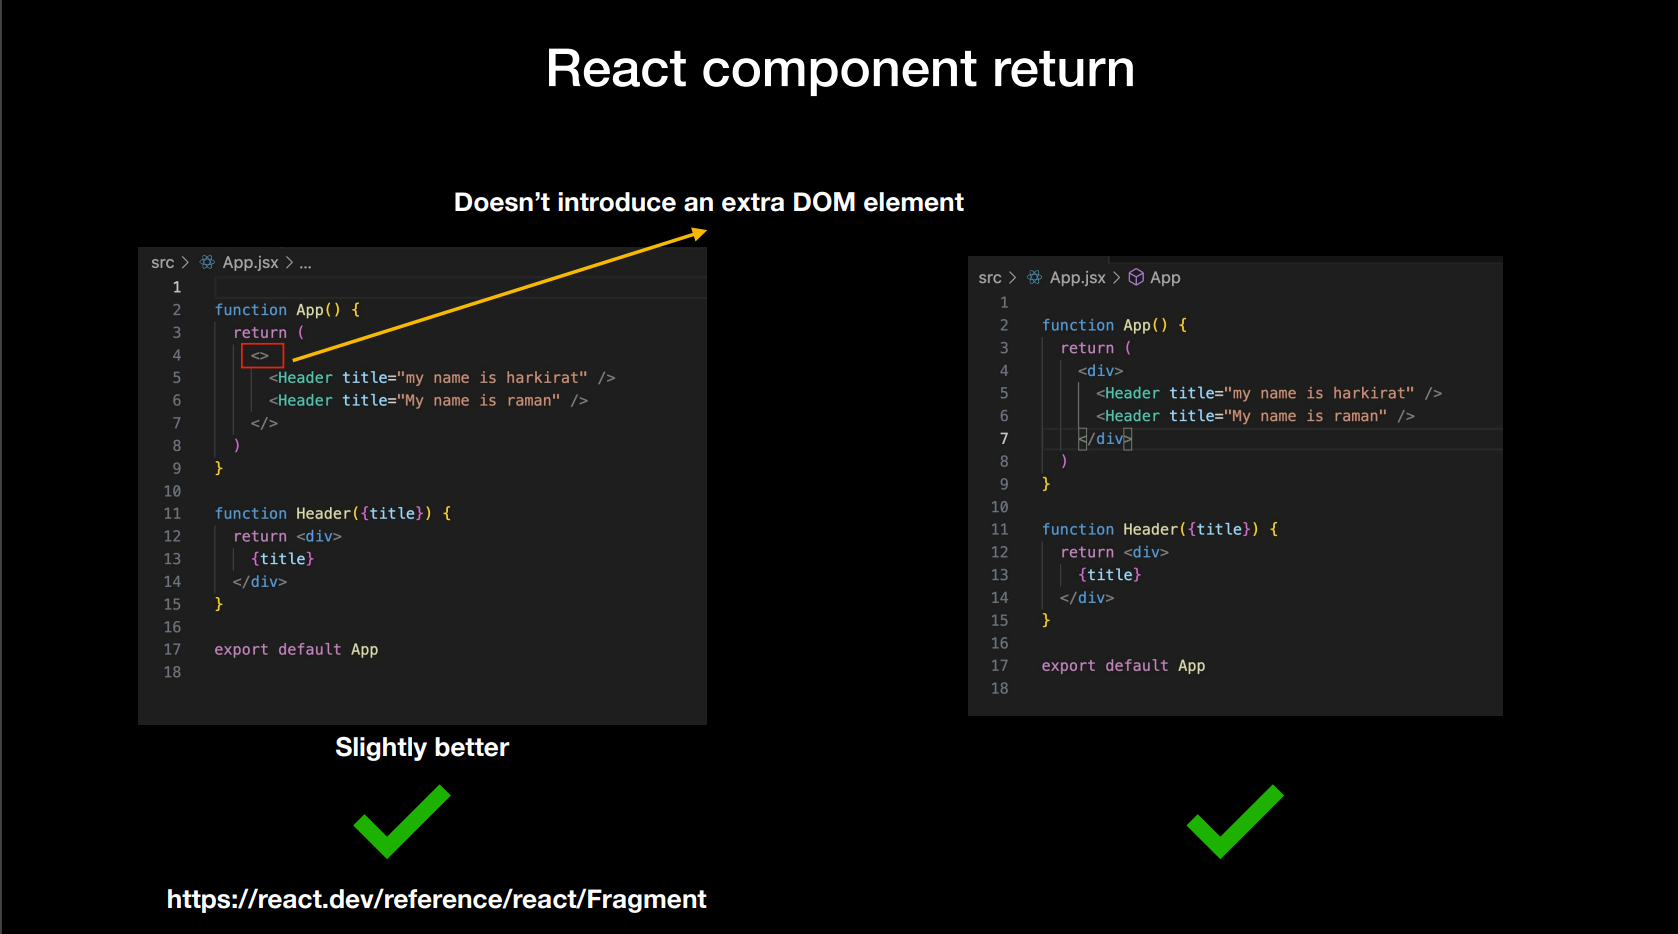 React component return
Doesn’t introduce an extra DOM element
src > App.jsx > ...
1
2 function App() {
3 return (
4 <>
5 <Header title="my name is harkirat" />
6 <Header title="My name is raman" />
7 </>
8 )
9 }
10
11 function Header({title}) {
12 return <div>
13 {title}
14 </div>
15 }
16
17 export default App
18
Slightly better
https://react.dev/reference/react/Fragment
src > App.jsx > App
1
2 function App() {
3 return (
4 <div>
5 <Header title="my name is harkirat" />
6 <Header title="My name is raman" />
7 </div>
8 )
9 }
10
11 function Header({title}) {
12 return <div>
13 {title}
14 </div>
15 }
16
17 export default App
18